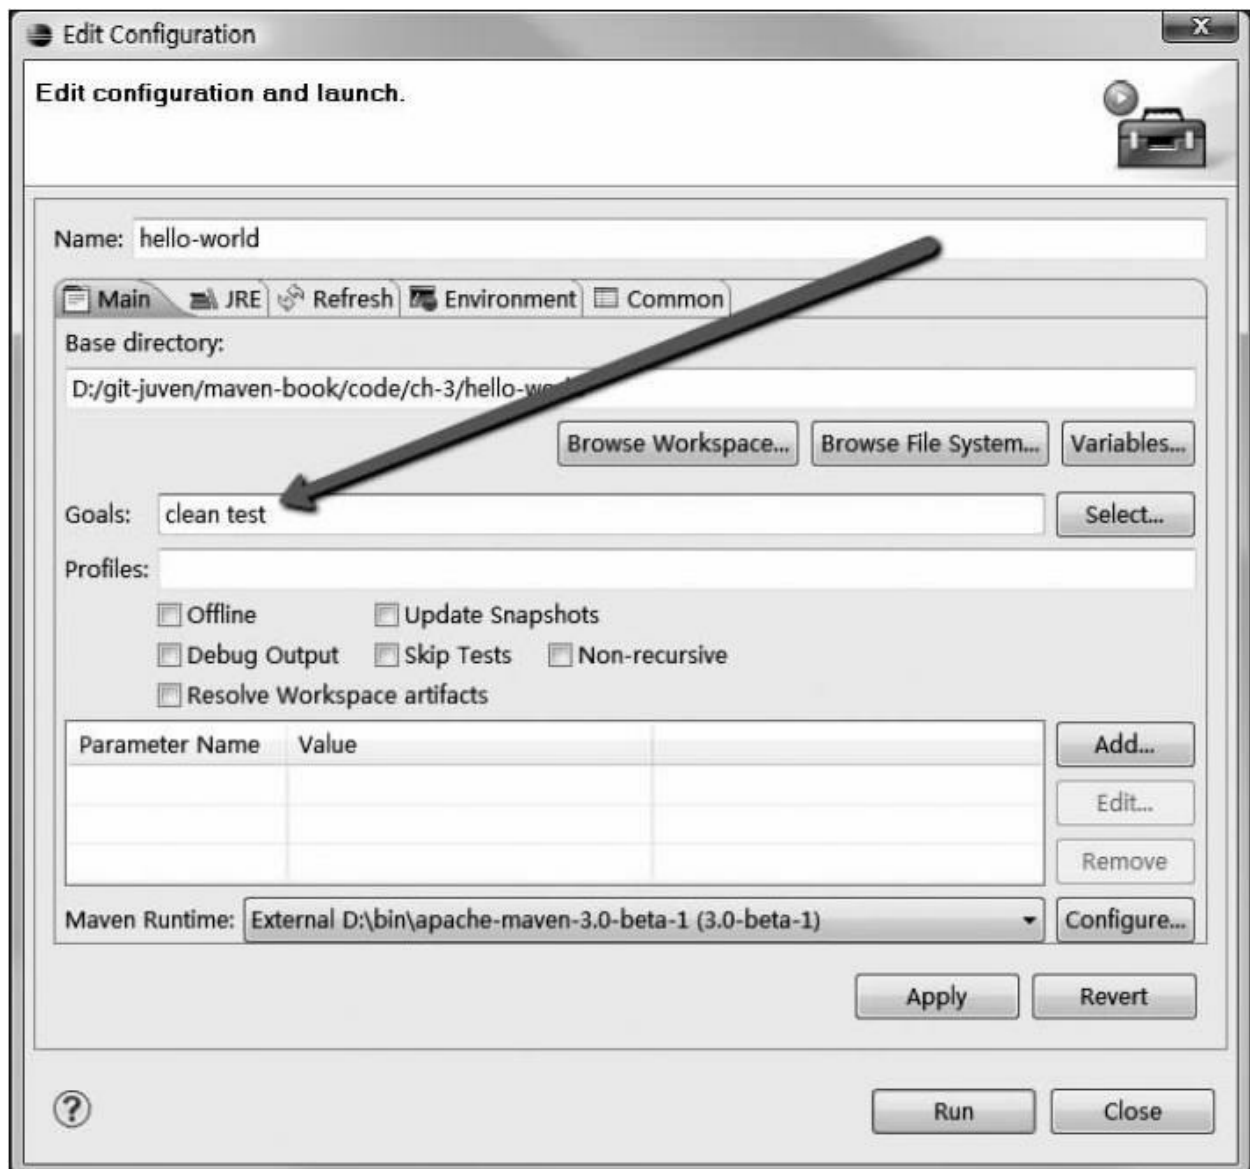 Edit Configuration
Edit configuration and launch.
Name: hello-world
Main JRE Refresh Environment Common
Base directory:
D:/git-juven/maven-book/code/ch-3/hello-wo
Browse Workspace... Browse File System... Variables...
Goals: clean test Select...
Profiles:
Offline Update Snapshots
Debug Output Skip Tests Non-recursive
Resolve Workspace artifacts
Parameter Name Value Add...
Edit...
Remove
Maven Runtime: External D:\bin\apache-maven-3.0-beta-1 (3.0-beta-1) Configure...
Apply Revert
? Run Close